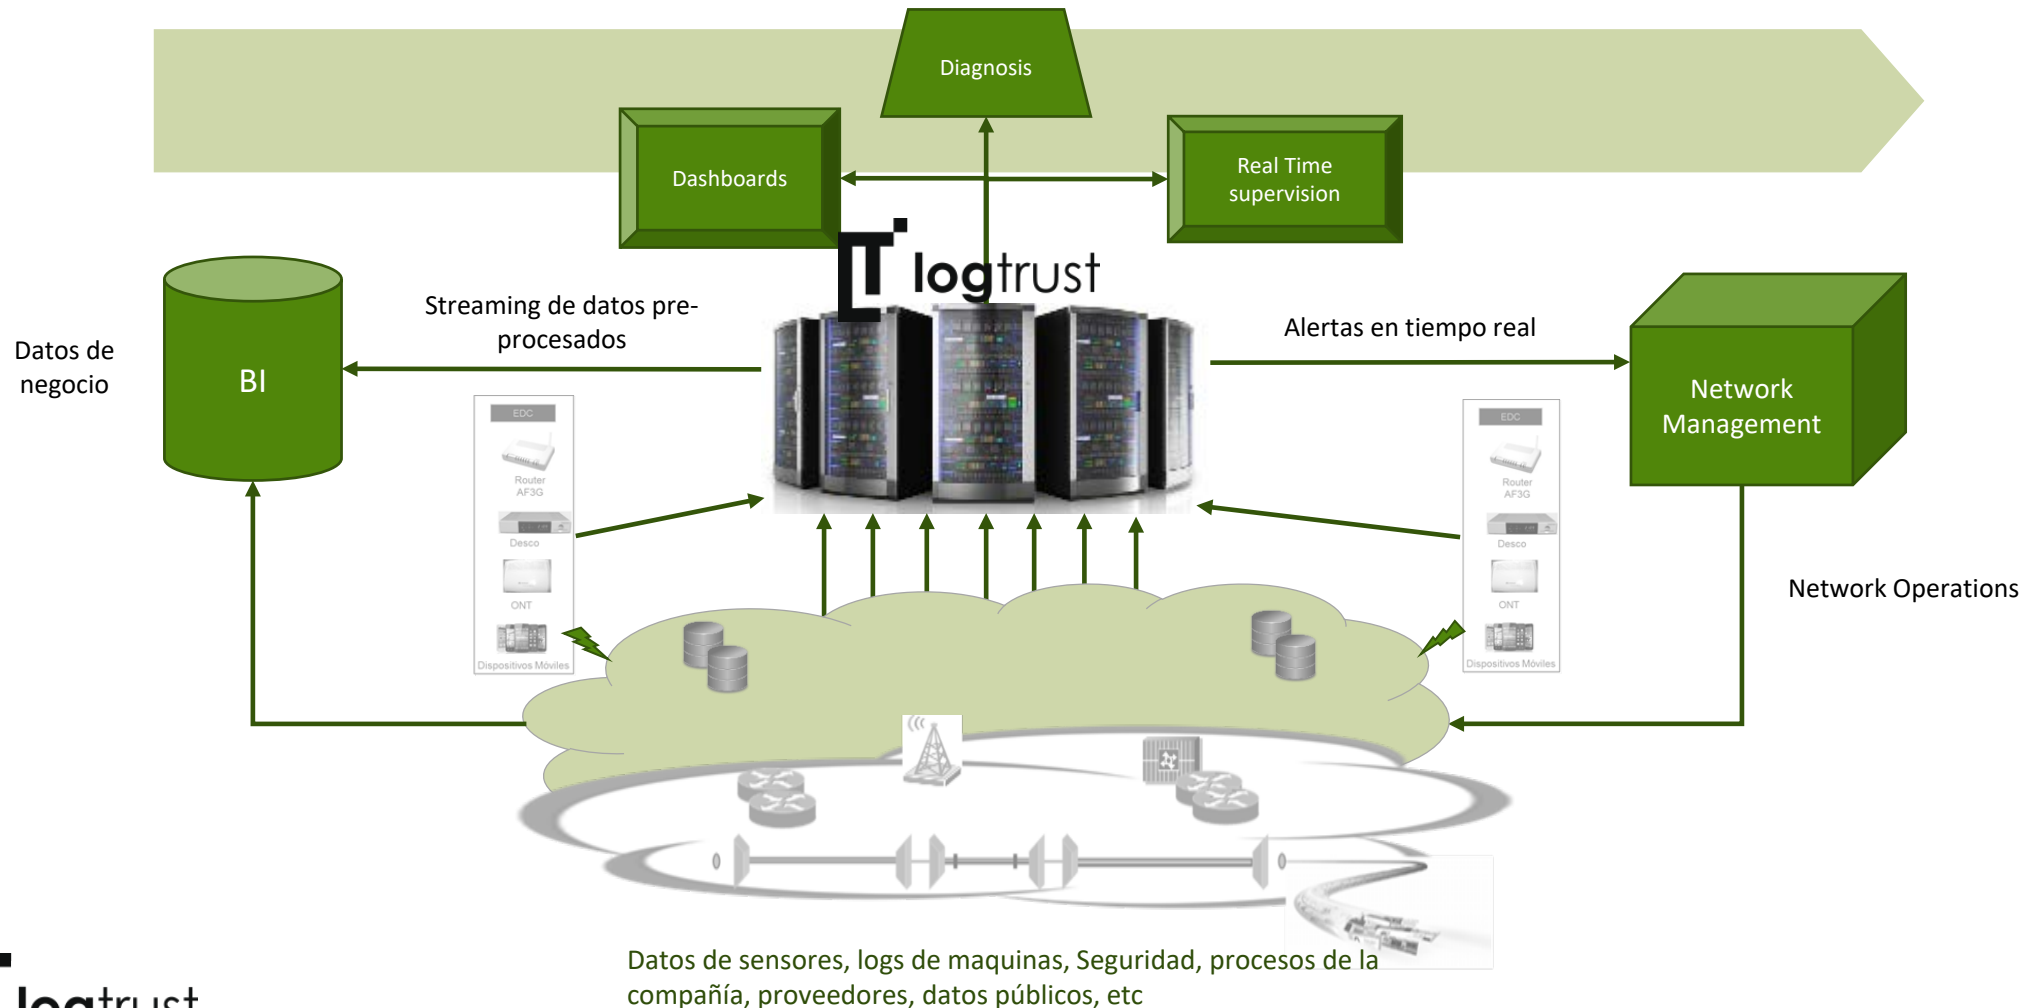 Diagnosis
Dashboards
Real Time
supervision
logtrust
Streaming de datos pre-
procesados
Alertas en tiempo real
Datos de
negocio
BI
Network
Management
EDC
Router
AF3G
Desco
ONT
Dispositivos Móviles
EDC
Router
AF3G
Desco
ONT
Dispositivos Móviles
Network Operations
Datos de sensores, logs de maquinas, Seguridad, procesos de la
compañía, proveedores, datos públicos, etc
logtrust